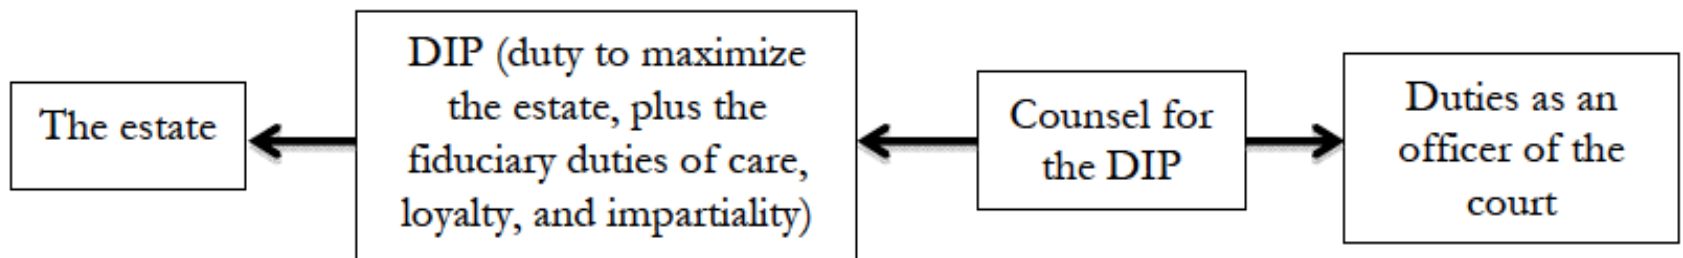 The estate
DIP (duty to maximize
the estate, plus the
fiduciary duties of care,
loyalty, and impartiality)
Counsel for
the DIP
Duties as an
officer of the
court